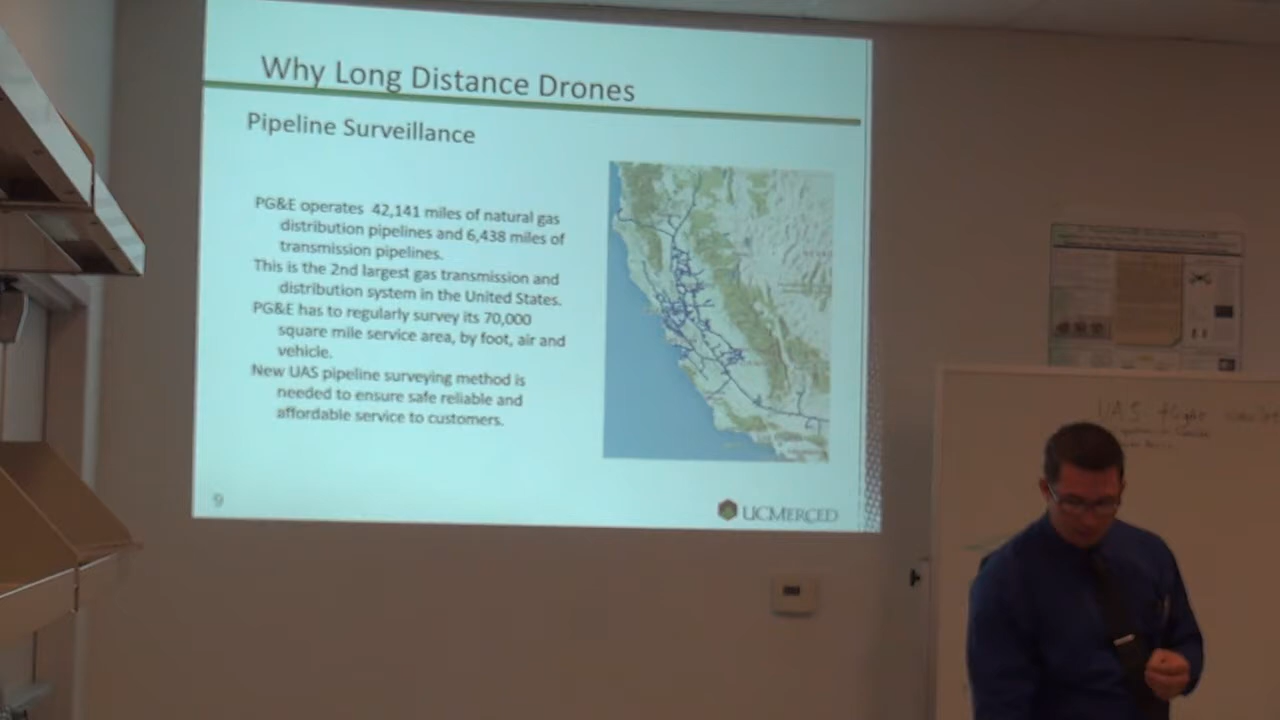 Why Long Distance Drones
Pipeline Surveillance
PG&E operates 42,141 miles of natural gas
distribution pipelines and 6,438 miles of
transmission pipelines.
This is the 2nd largest gas transmission and
distribution system in the United States.
PG&E has to regularly survey its 70,000
square mile service area, by foot, air and
vehicle.
New UAS pipeline surveying method is
needed to ensure safe reliable and
affordable service to customers.
9
UCMERCED
UAS flight